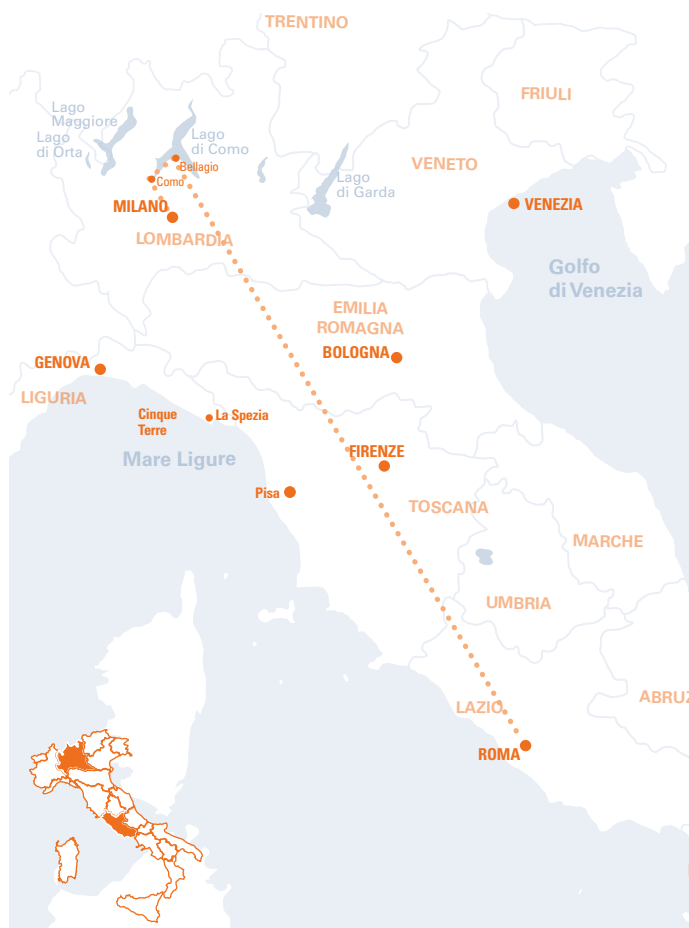 TRENTINO
FRIULI
Lago
Maggiore
Lago
di Orta
Lago
di Como
Bellagio
Como
VENETO
Lago
di Garda
MILANO
VENEZIA
LOMBARDIA
Golfo
di Venezia
EMILIA
ROMAGNA
BOLOGNA
GENOVA
LIGURIA
Cinque
Terre
La Spezia
Mare Ligure
FIRENZE
Pisa
TOSCANA
MARCHE
UMBRIA
ABRUZ
LAZIO
ROMA